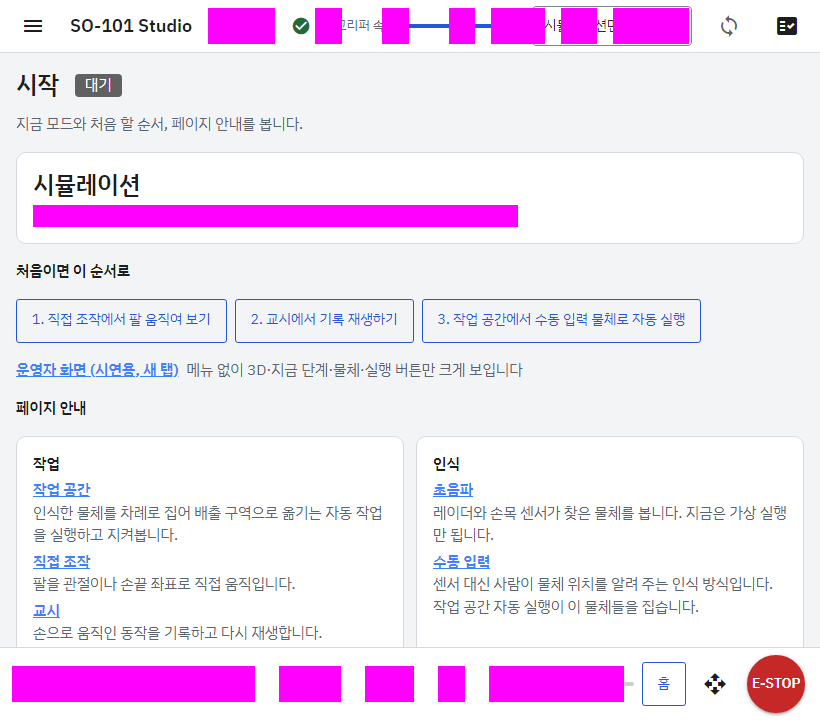 SO-101 Studio
그리퍼 속
시작 대기
지금 모드와 처음 할 순서, 페이지 안내를 봅니다.
시뮬레이션
처음이면 이 순서로
1. 직접 조작에서 팔 움직여 보기
2. 교시에서 기록 재생하기
3. 작업 공간에서 수동 입력 물체로 자동 실행
운영자 화면 (시연용, 새 탭) 메뉴 없이 3D·지금 단계·물체·실행 버튼만 크게 보입니다
페이지 안내
작업
작업 공간
인식한 물체를 차례로 집어 배출 구역으로 옮기는 자동 작업
을 실행하고 지켜봅니다.
직접 조작
팔을 관절이나 손끝 좌표로 직접 움직입니다.
교시
손으로 움직인 동작을 기록하고 다시 재생합니다.
인식
초음파
레이더와 손목 센서가 찾은 물체를 봅니다. 지금은 가상 실행
만 됩니다.
수동 입력
센서 대신 사람이 물체 위치를 알려 주는 인식 방식입니다.
작업 공간 자동 실행이 이 물체들을 집습니다.
홈
E-STOP